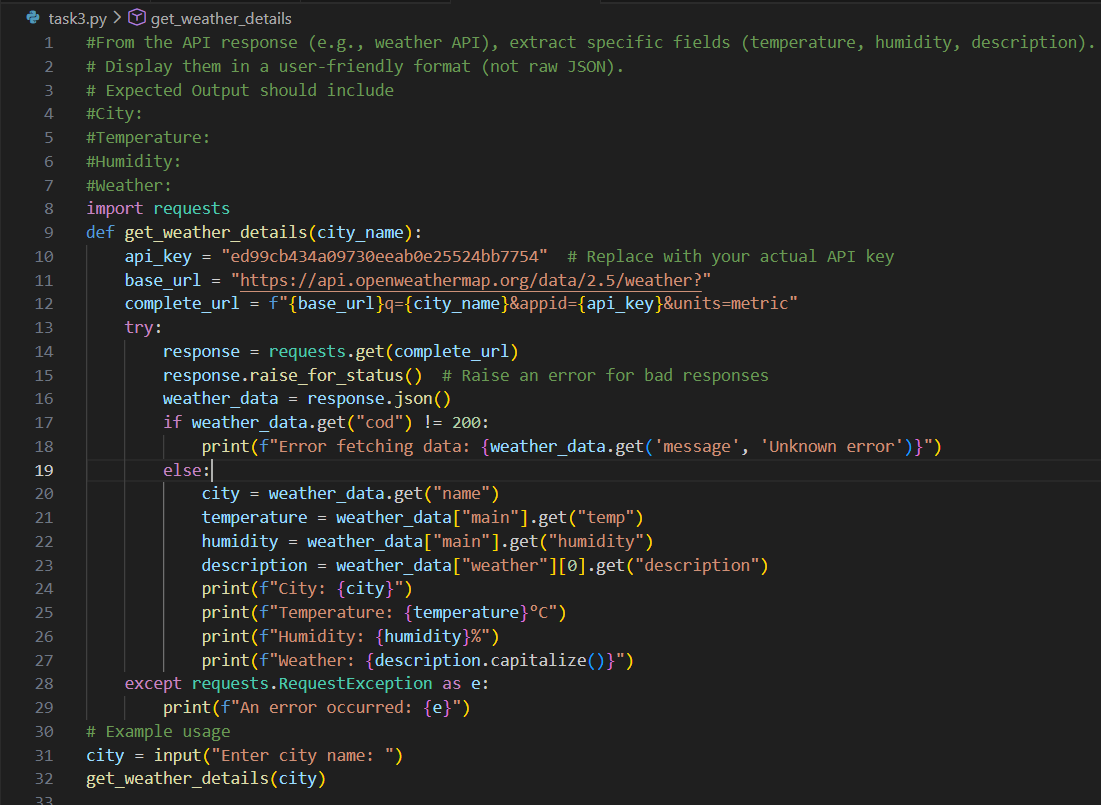 task3.py > get_weather_details
1 #From the API response (e.g., weather API), extract specific fields (temperature, humidity, description).
2 # Display them in a user-friendly format (not raw JSON).
3 # Expected Output should include
4 #City:
5 #Temperature:
6 #Humidity:
7 #Weather:
8 import requests
9 def get_weather_details(city_name):
10     api_key = "ed99cb434a09730eeab0e25524bb7754"  # Replace with your actual API key
11     base_url = "https://api.openweathermap.org/data/2.5/weather?"
12     complete_url = f"{base_url}q={city_name}&appid={api_key}&units=metric"
13     try:
14         response = requests.get(complete_url)
15         response.raise_for_status()  # Raise an error for bad responses
16         weather_data = response.json()
17         if weather_data.get("cod") != 200:
18             print(f"Error fetching data: {weather_data.get('message', 'Unknown error')}")
19         else:
20             city = weather_data.get("name")
21             temperature = weather_data["main"].get("temp")
22             humidity = weather_data["main"].get("humidity")
23             description = weather_data["weather"][0].get("description")
24             print(f"City: {city}")
25             print(f"Temperature: {temperature}°C")
26             print(f"Humidity: {humidity}%")
27             print(f"Weather: {description.capitalize()}")
28     except requests.RequestException as e:
29         print(f"An error occurred: {e}")
30 # Example usage
31 city = input("Enter city name: ")
32 get_weather_details(city)
33